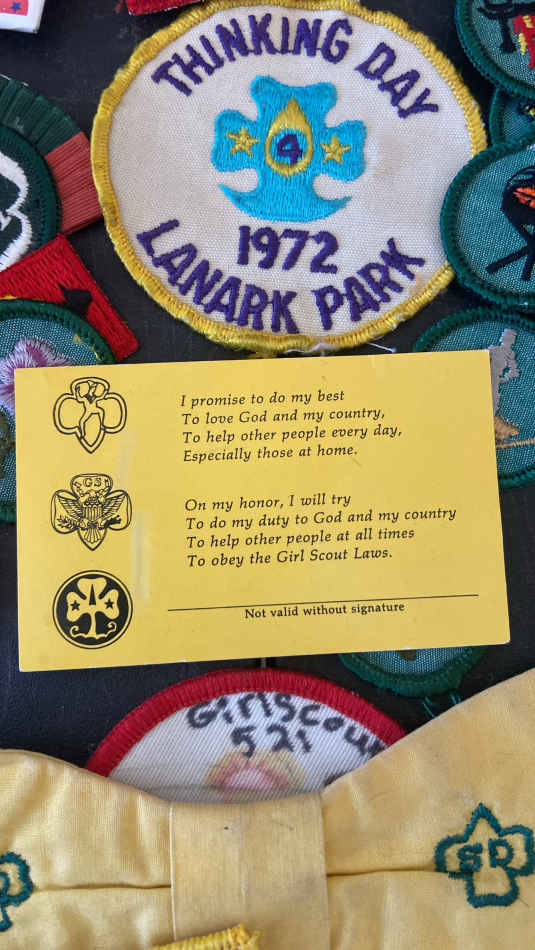 THINKING DAY
4
1972
LANARK PARK
I promise to do my best
To love God and my country,
To help other people every day,
Especially those at home.
GS
On my honor, I will try
To do my duty to God and my country
To help other people at all times
To obey the Girl Scout Laws.
Not valid without signature
Girl Scout
521
SD